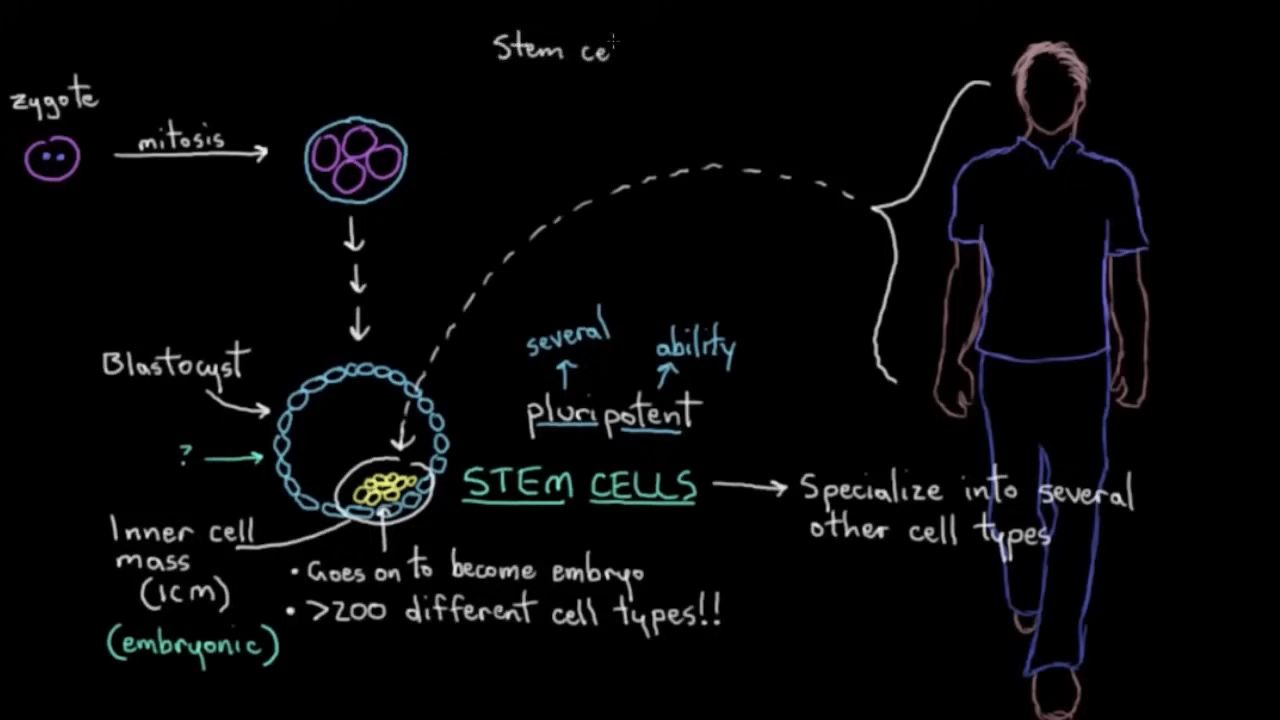 Stem ce
zygote
mitosis
several
ability
Blastocyst
pluripotent
?
STEM CELLS
Specialize into several
other cell types
Inner cell
mass
(ICM)
(embryonic)
• Goes on to become embryo
• >200 different cell types!!